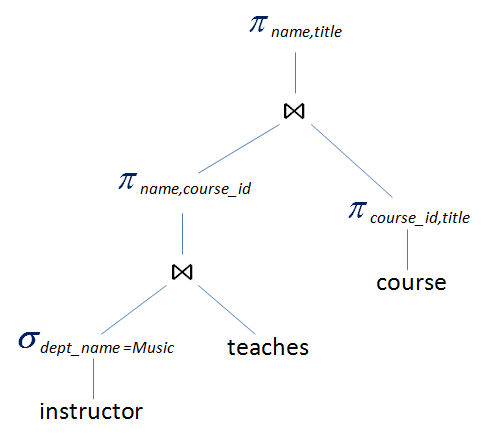 π name,title
⋈
π name,course_id
π course_id,title
course
⋈
σ dept_name =Music
teaches
instructor